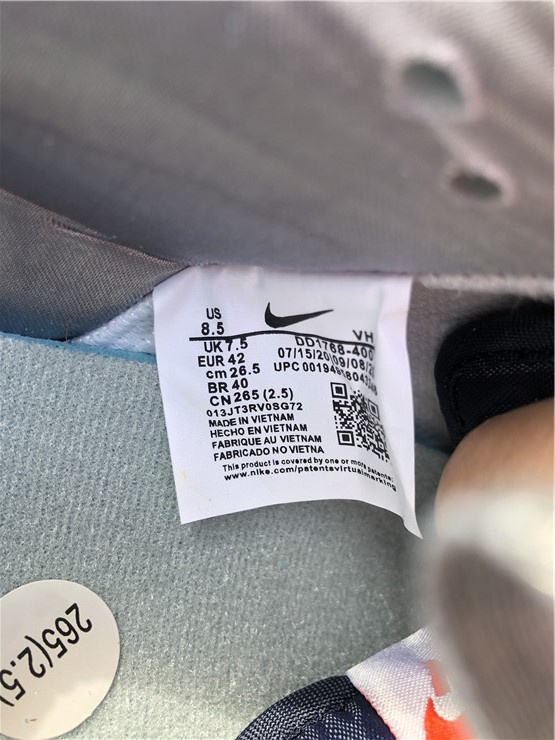 US
8.5
UK 7.5
EUR 42
cm 26.5
BR 40
CN 265 (2.5)
013JT3RV0SG72
MADE IN VIETNAM
HECHO EN VIETNAM
FABRIQUE AU VIETNAM
FABRICADO NO VIETNA
VH
DD1768-400
07/15/20
UPC
This product is covered by one or more patents:
www.nike.com/patentsvirtualmarking
265(2.5)